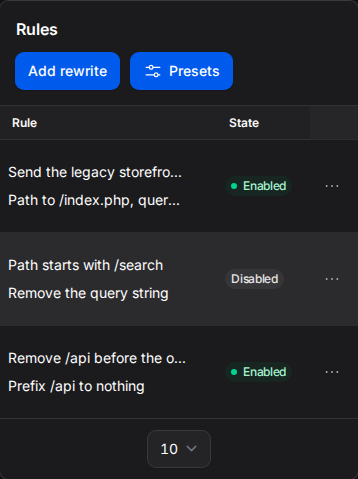 Rules
Add rewrite
Presets
Rule State
Send the legacy storefro...
Path to /index.php, quer...
Enabled
Path starts with /search
Remove the query string
Disabled
Remove /api before the o...
Prefix /api to nothing
Enabled
10